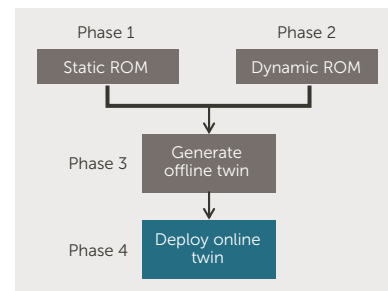 Phase 1
Phase 2
Static ROM
Dynamic ROM
Phase 3
Generate
offline twin
Phase 4
Deploy online
twin